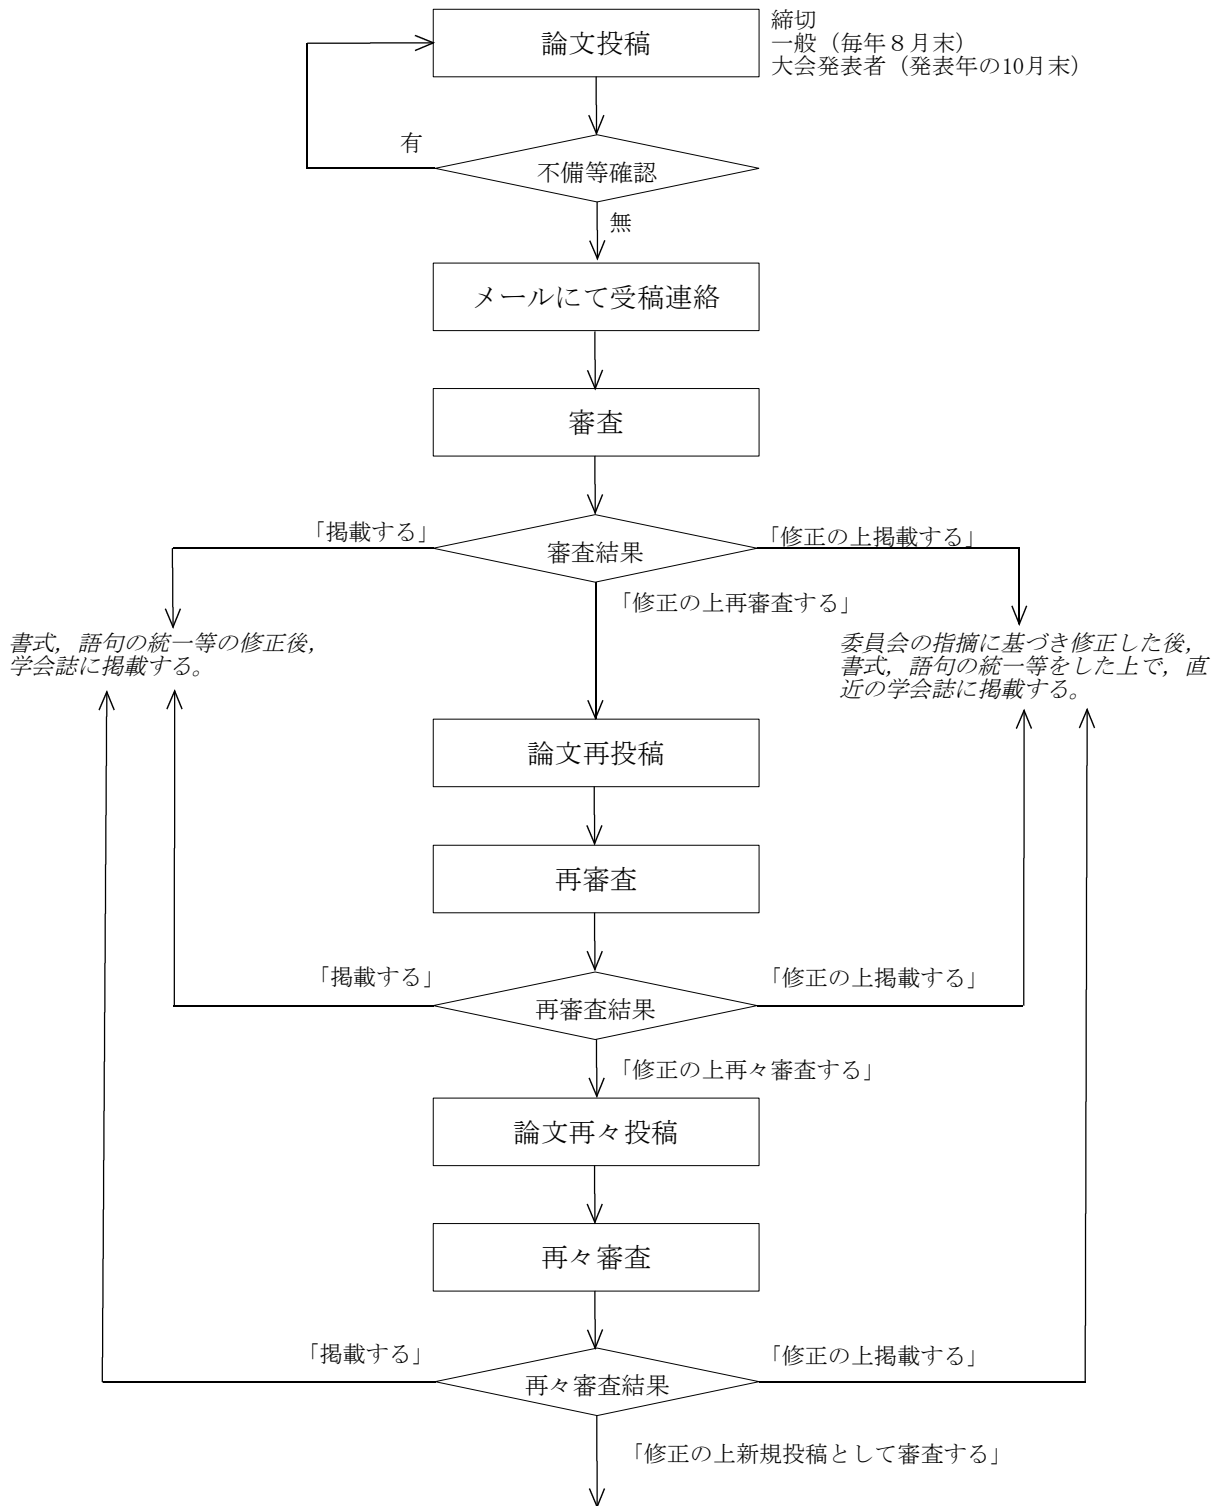 論文投稿
締切
一般（毎年８月末）
大会発表者（発表年の10月末）
有
不備等確認
無
メールにて受稿連絡
審査
「掲載する」
審査結果
「修正の上掲載する」
「修正の上再審査する」
書式，語句の統一等の修正後，
学会誌に掲載する。
委員会の指摘に基づき修正した後，
書式，語句の統一等をした上で，直
近の学会誌に掲載する。
論文再投稿
再審査
「掲載する」
再審査結果
「修正の上掲載する」
「修正の上再々審査する」
論文再々投稿
再々審査
「掲載する」
再々審査結果
「修正の上掲載する」
「修正の上新規投稿として審査する」